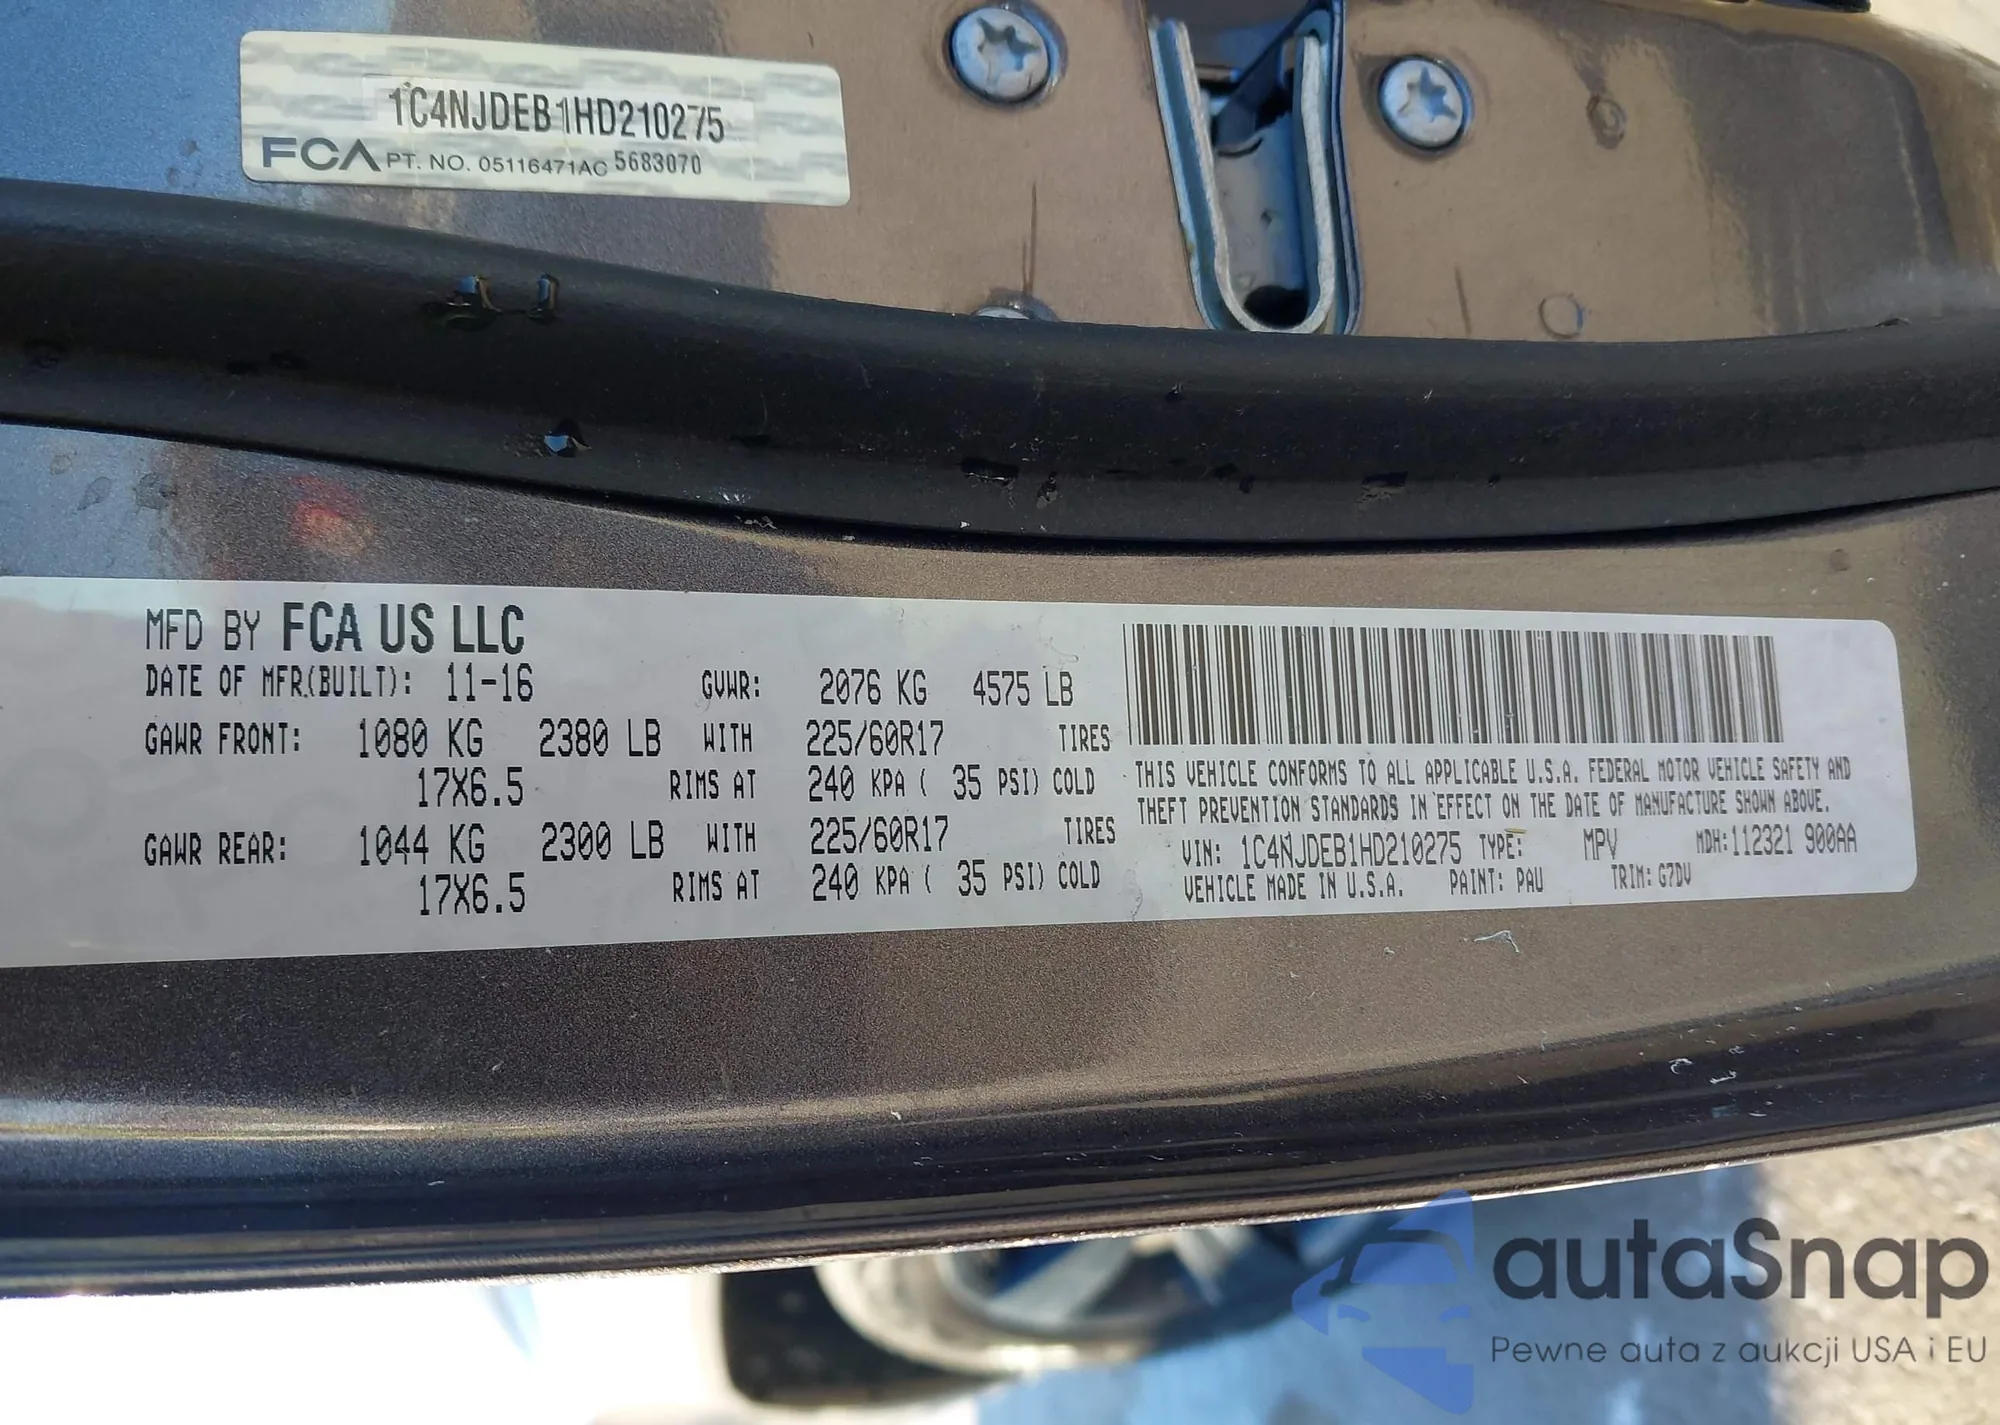 1C4NJDEB1HD210275
FCA PT. NO. 05116471AC 5683070
MFD BY FCA US LLC
DATE OF MFR.(BUILT): 11-16 GVWR: 2076 KG 4575 LB
GAWR FRONT: 1080 KG 2380 LB WITH 225/60R17 TIRES
17X6.5 RIMS AT 240 KPA ( 35 PSI) COLD
GAWR REAR: 1044 KG 2300 LB WITH 225/60R17 TIRES
17X6.5 RIMS AT 240 KPA ( 35 PSI) COLD
THIS VEHICLE CONFORMS TO ALL APPLICABLE U.S.A. FEDERAL MOTOR VEHICLE SAFETY AND
THEFT PREVENTION STANDARDS IN EFFECT ON THE DATE OF MANUFACTURE SHOWN ABOVE.
VIN: 1C4NJDEB1HD210275 TYPE: MPV MDH: 112321 900AA
VEHICLE MADE IN U.S.A. PAINT: PAU TRIM: G7DV
autaSnap
Pewne auta z aukcji USA i EU